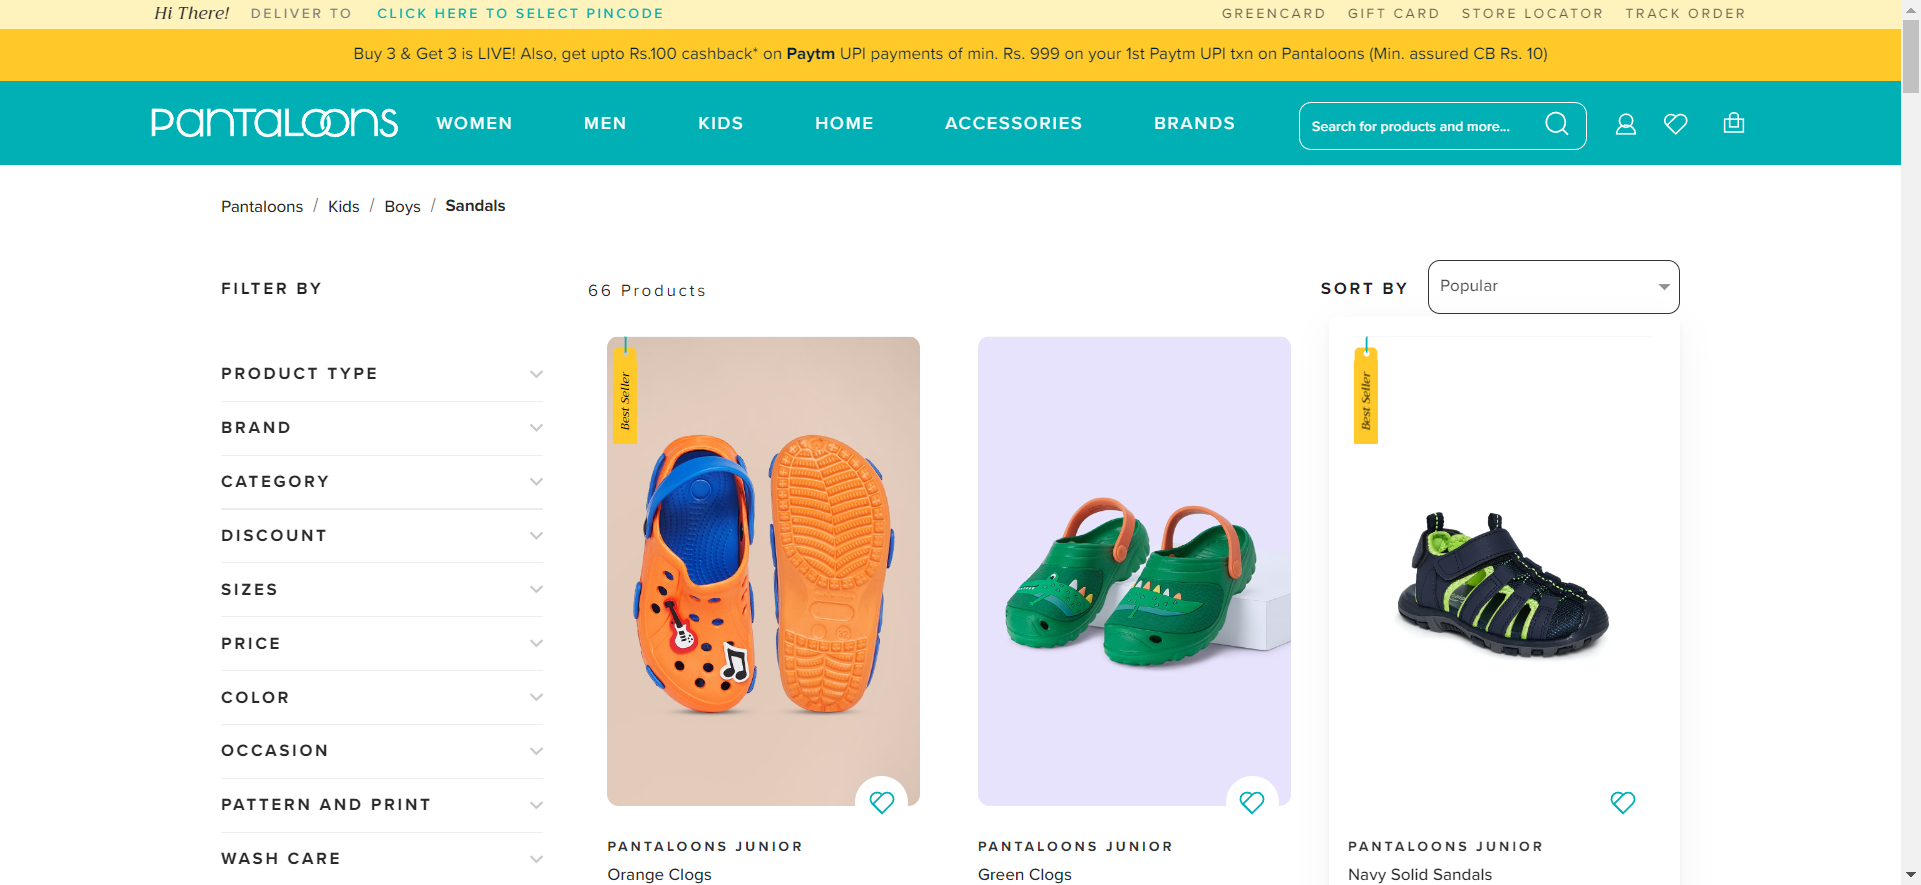 Hi There! DELIVER TO CLICK HERE TO SELECT PINCODE GREENCARD GIFT CARD STORE LOCATOR TRACK ORDER
Buy 3 & Get 3 is LIVE! Also, get upto Rs.100 cashback* on Paytm UPI payments of min. Rs. 999 on your 1st Paytm UPI txn on Pantaloons (Min. assured CB Rs. 10)
PANTALOONS WOMEN MEN KIDS HOME ACCESSORIES BRANDS Search for products and more...
Pantaloons / Kids / Boys / Sandals
FILTER BY
66 Products
SORT BY Popular
PRODUCT TYPE
BRAND
CATEGORY
DISCOUNT
SIZES
PRICE
COLOR
OCCASION
PATTERN AND PRINT
WASH CARE
Best Seller
Best Seller
PANTALOONS JUNIOR
Orange Clogs
PANTALOONS JUNIOR
Green Clogs
PANTALOONS JUNIOR
Navy Solid Sandals